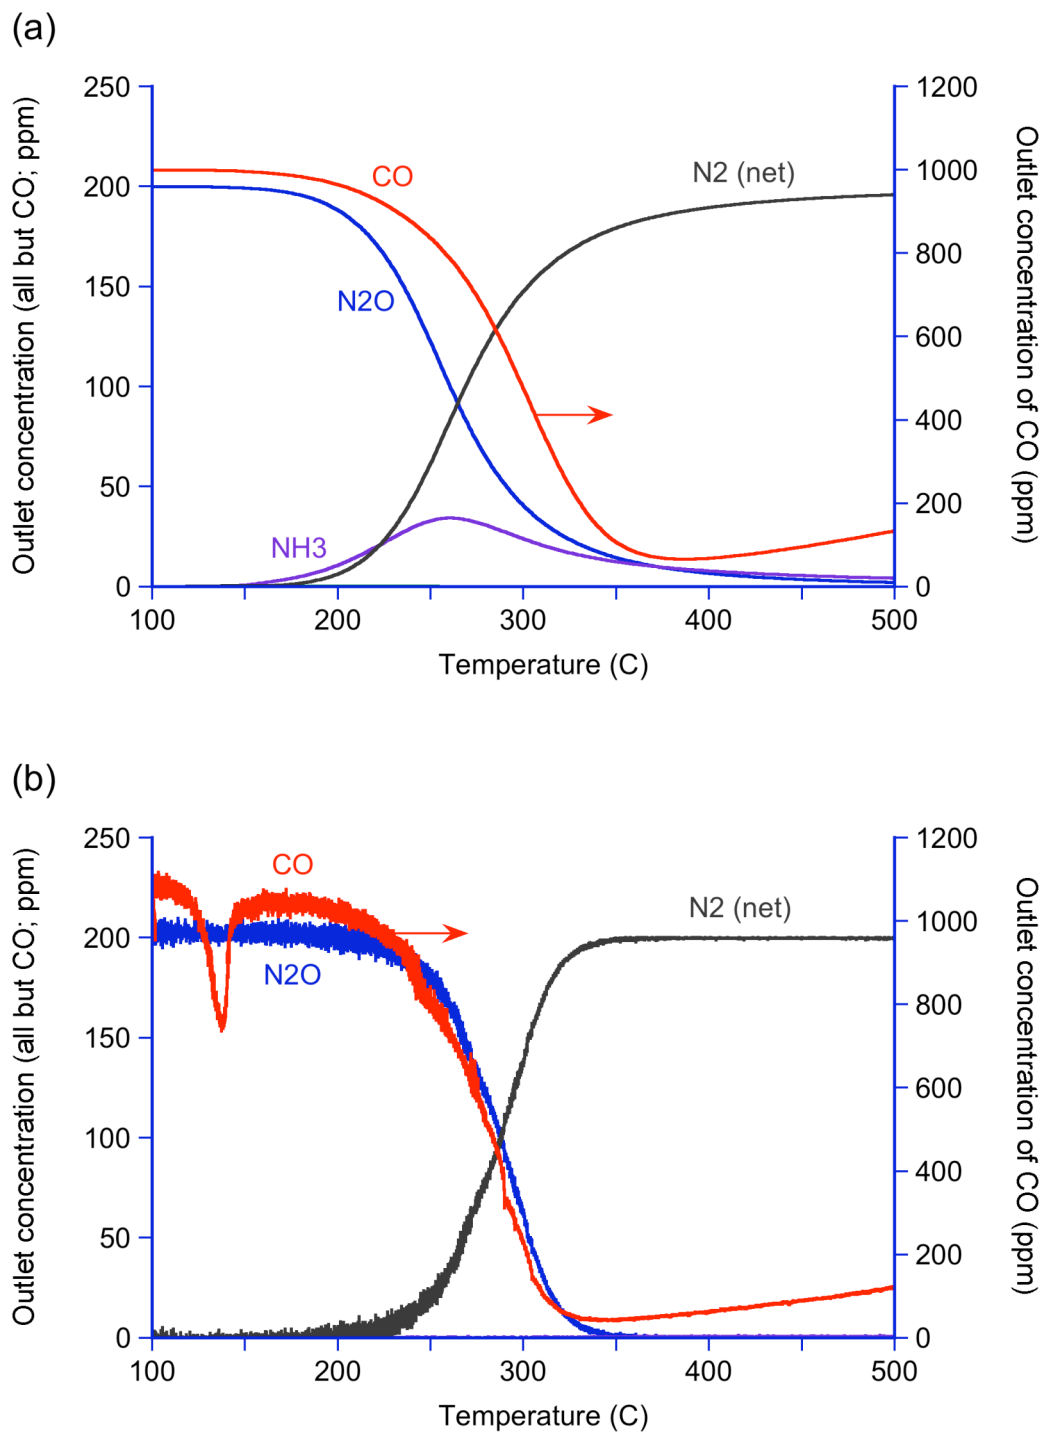 (a)
Outlet concentration (all but CO; ppm)
250
200
150
100
50
0
CO
N2O
NH3
N2 (net)
1200
1000
800
600
400
200
0
Outlet concentration of CO (ppm)
100
200
300
400
500
Temperature (C)
(b)
Outlet concentration (all but CO; ppm)
250
200
150
100
50
0
CO
N2O
N2 (net)
1200
1000
800
600
400
200
0
Outlet concentration of CO (ppm)
100
200
300
400
500
Temperature (C)